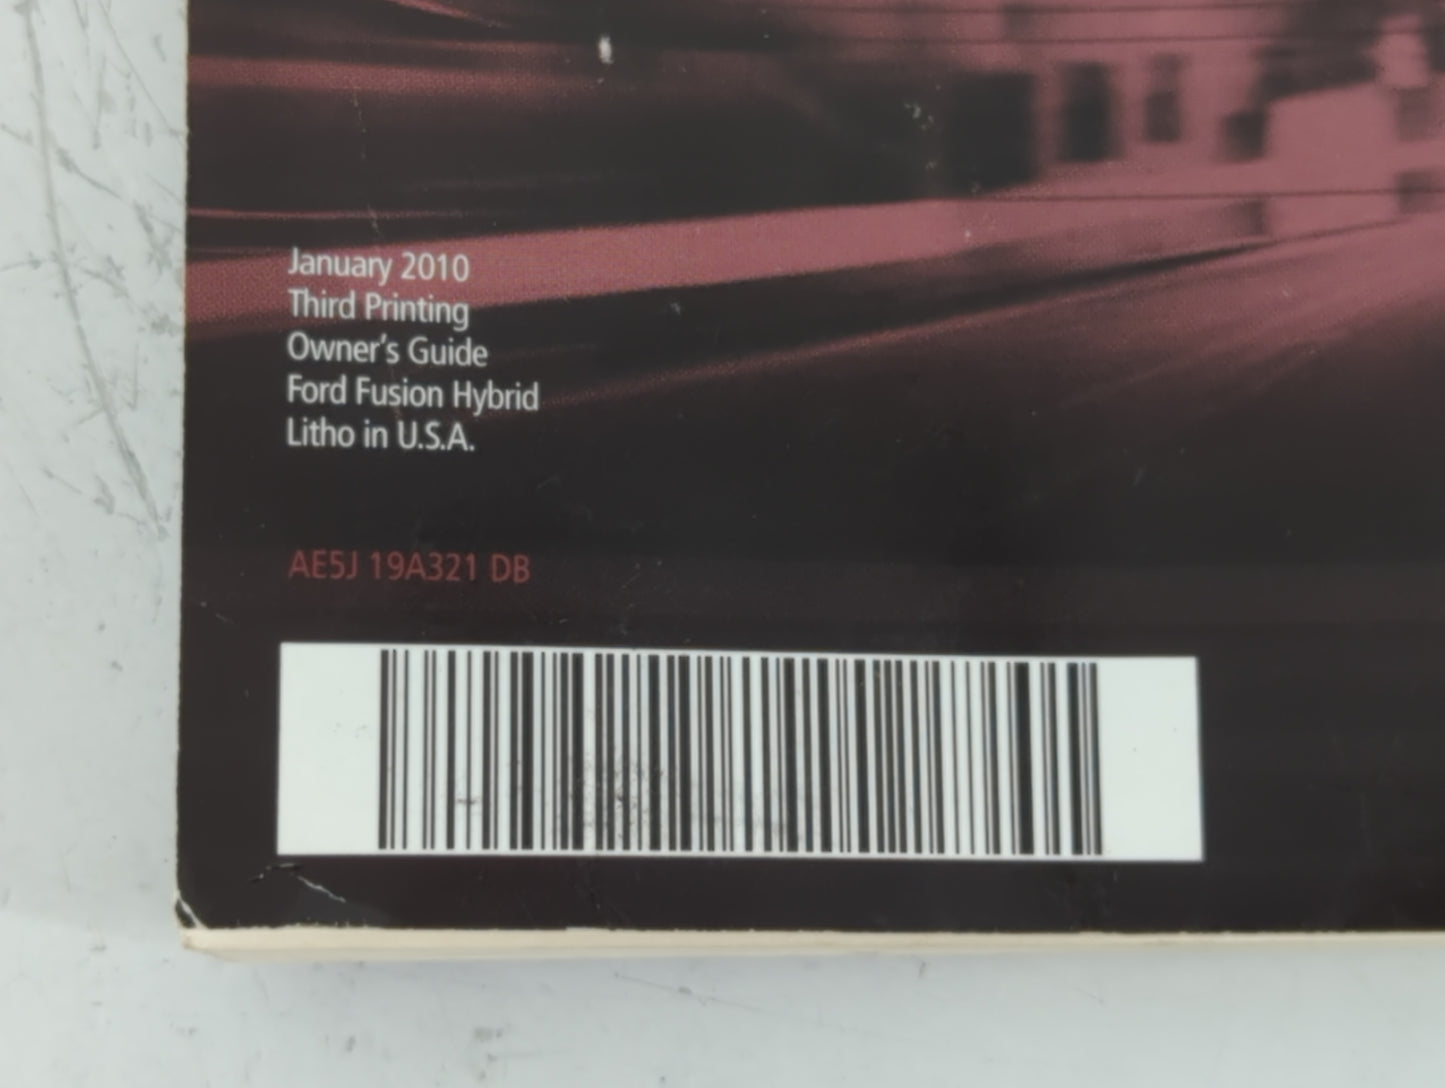 January 2010
Third Printing
Owner's Guide
Ford Fusion Hybrid
Litho in U.S.A.
AE5J 19A321 DB